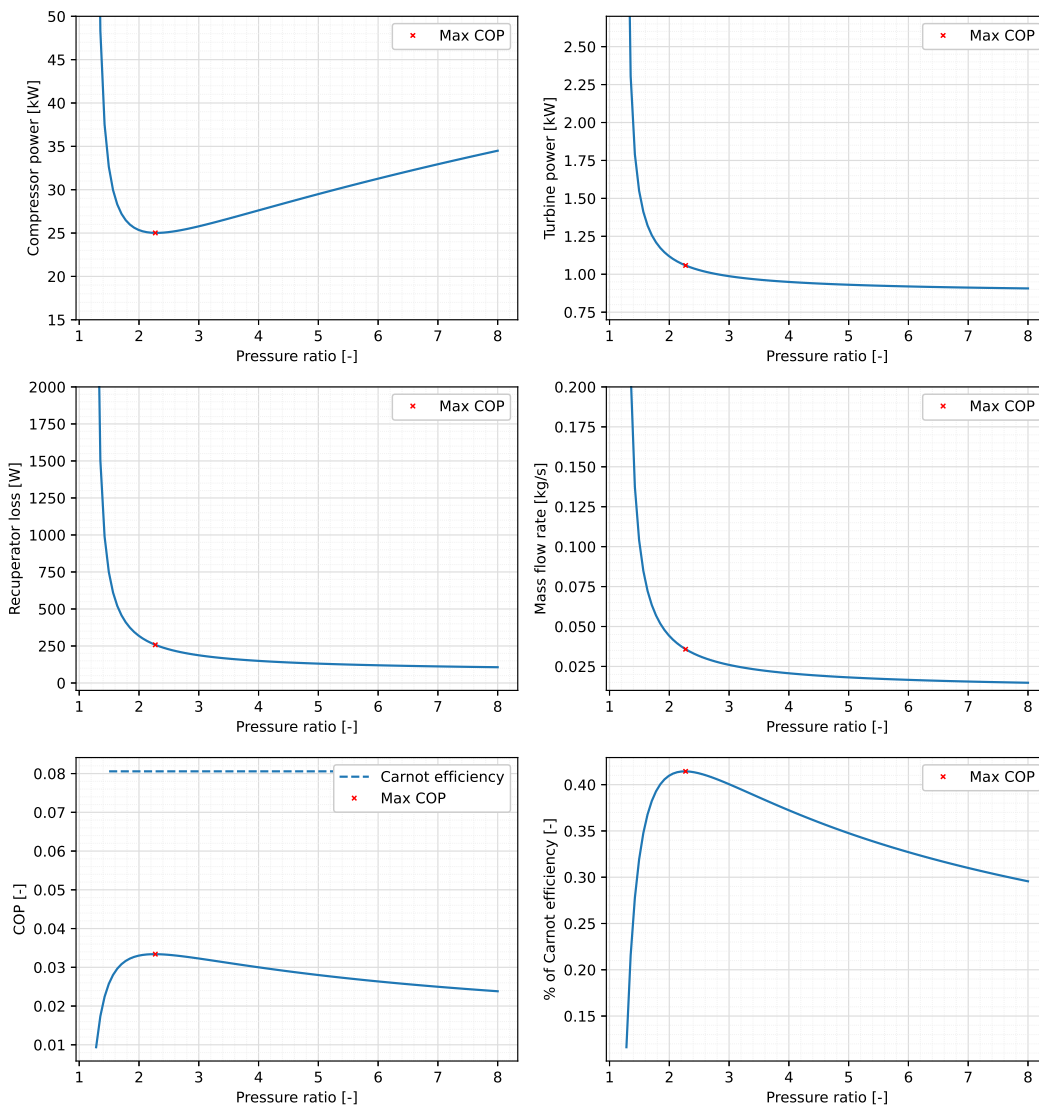 50
45
40
35
30
25
20
15
Compressor power [kW]
1 2 3 4 5 6 7 8
Pressure ratio [-]
Max COP
2.50
2.25
2.00
1.75
1.50
1.25
1.00
0.75
Turbine power [kW]
1 2 3 4 5 6 7 8
Pressure ratio [-]
Max COP
2000
1750
1500
1250
1000
750
500
250
0
Recuperator loss [W]
1 2 3 4 5 6 7 8
Pressure ratio [-]
Max COP
0.200
0.175
0.150
0.125
0.100
0.075
0.050
0.025
Mass flow rate [kg/s]
1 2 3 4 5 6 7 8
Pressure ratio [-]
Max COP
0.08
0.07
0.06
0.05
0.04
0.03
0.02
0.01
COP [-]
1 2 3 4 5 6 7 8
Pressure ratio [-]
Carnot efficiency
Max COP
0.40
0.35
0.30
0.25
0.20
0.15
% of Carnot efficiency [-]
1 2 3 4 5 6 7 8
Pressure ratio [-]
Max COP